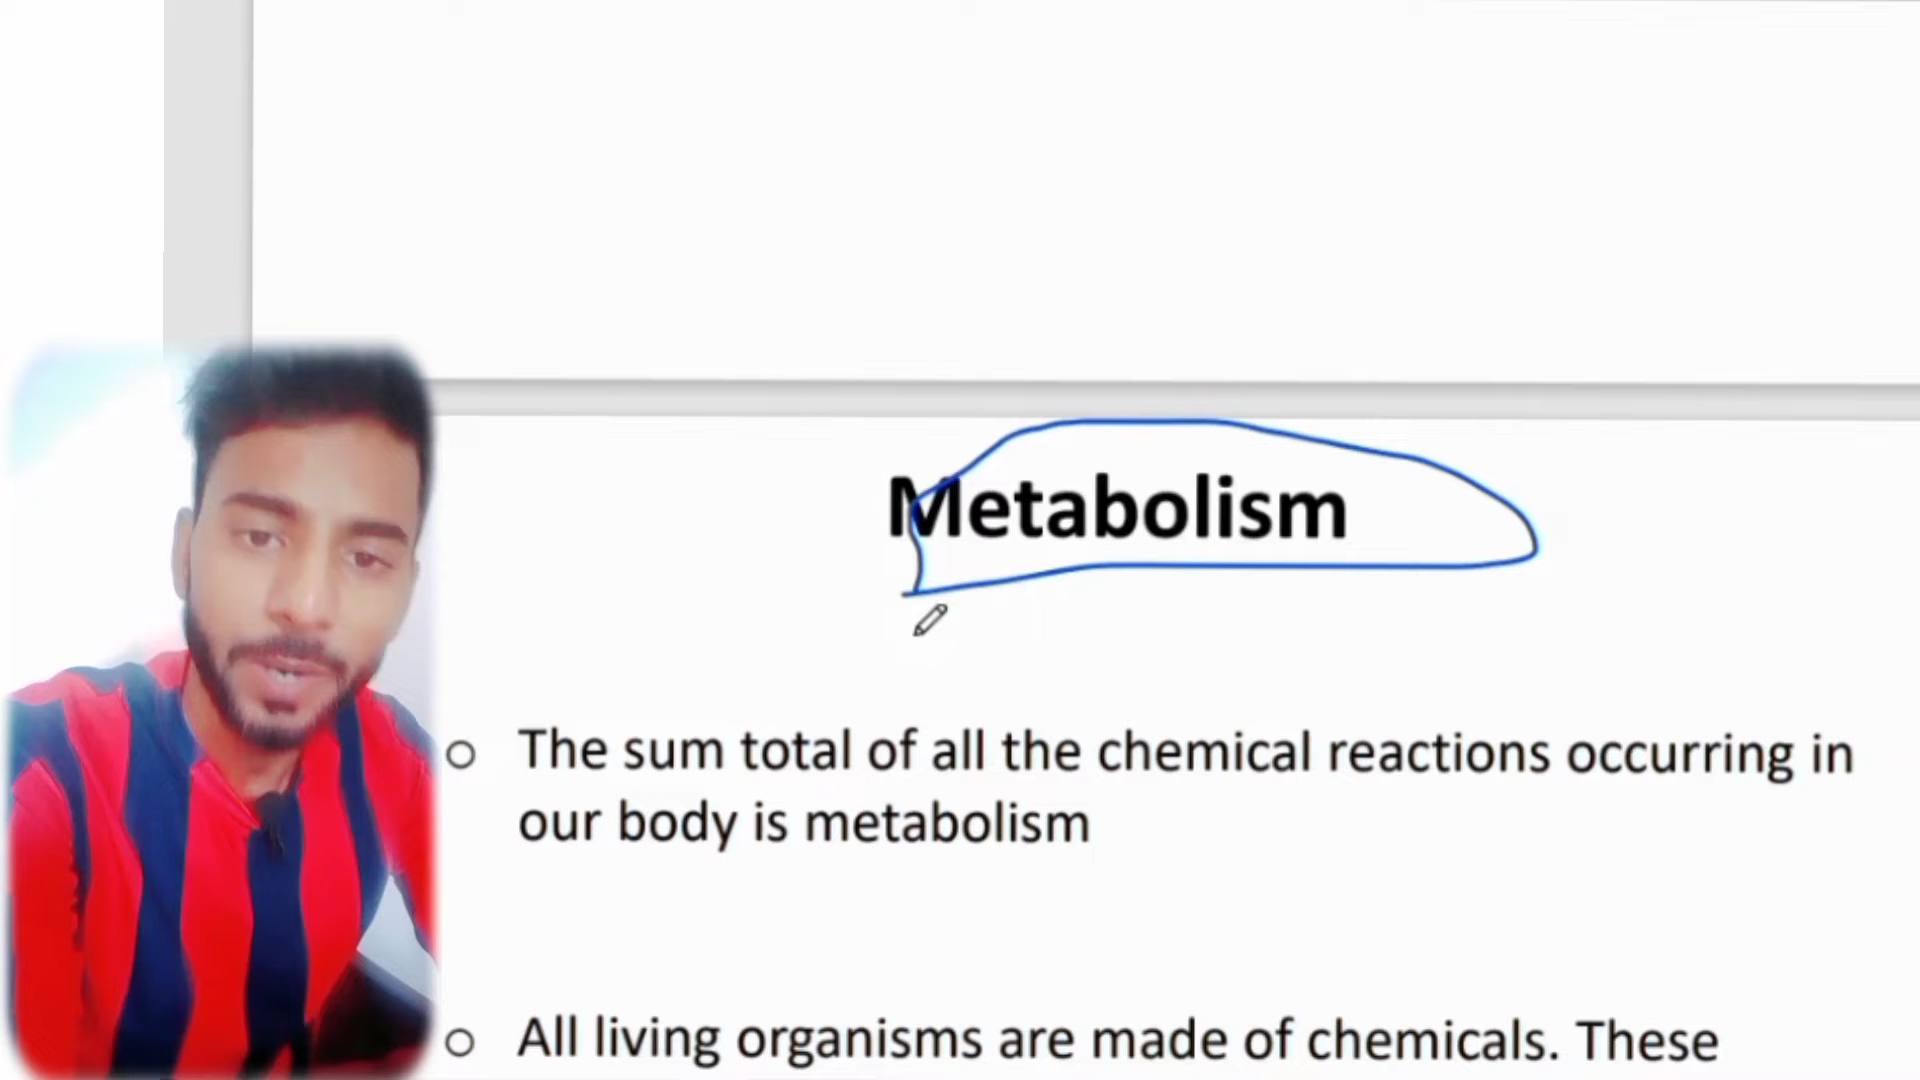 Metabolism
o The sum total of all the chemical reactions occurring in
our body is metabolism
o All living organisms are made of chemicals. These